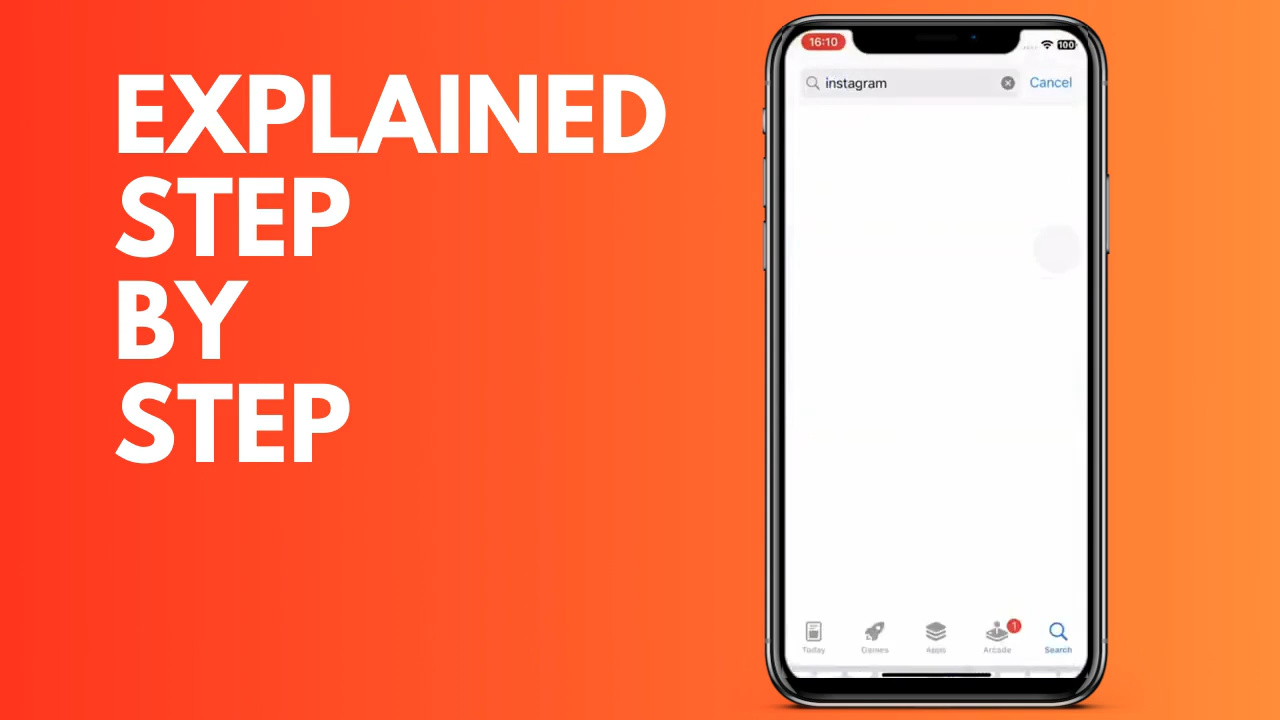 EXPLAINED
STEP
BY
STEP
16:10
100
instagram
Cancel
Today
Games
Apps
Arcade
1
Search